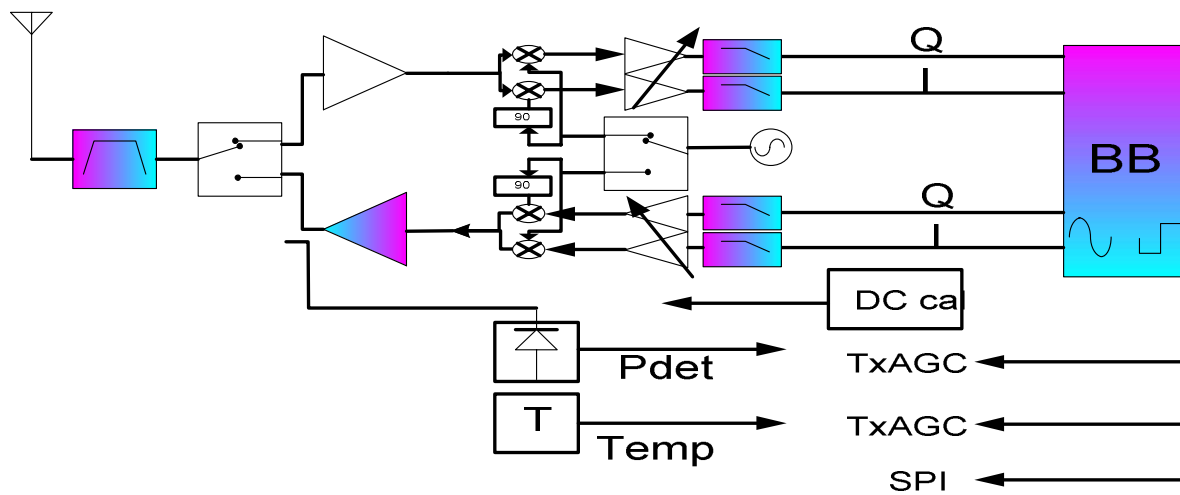 Q
I
90
BB
90
Q
I
DC cal
Pdet
TxAGC
T
Temp
TxAGC
SPI